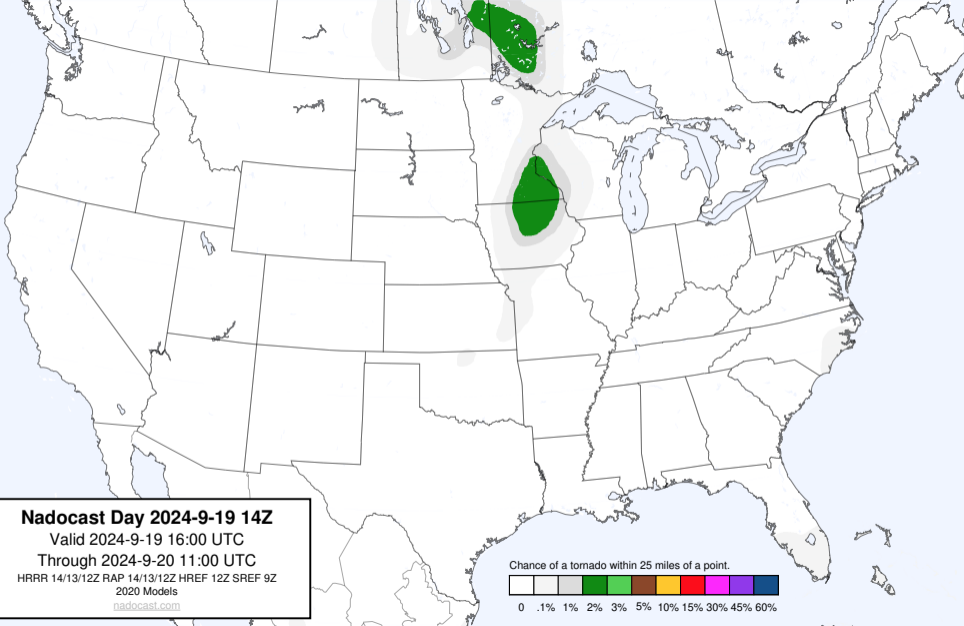 Nadocast Day 2024-9-19 14Z
Valid 2024-9-19 16:00 UTC
Through 2024-9-20 11:00 UTC
HRRR 14/13/12Z RAP 14/13/12Z HREF 12Z SREF 9Z
2020 Models
nadocast.com
Chance of a tornado within 25 miles of a point.
0 .1% 1% 2% 3% 5% 10% 15% 30% 45% 60%